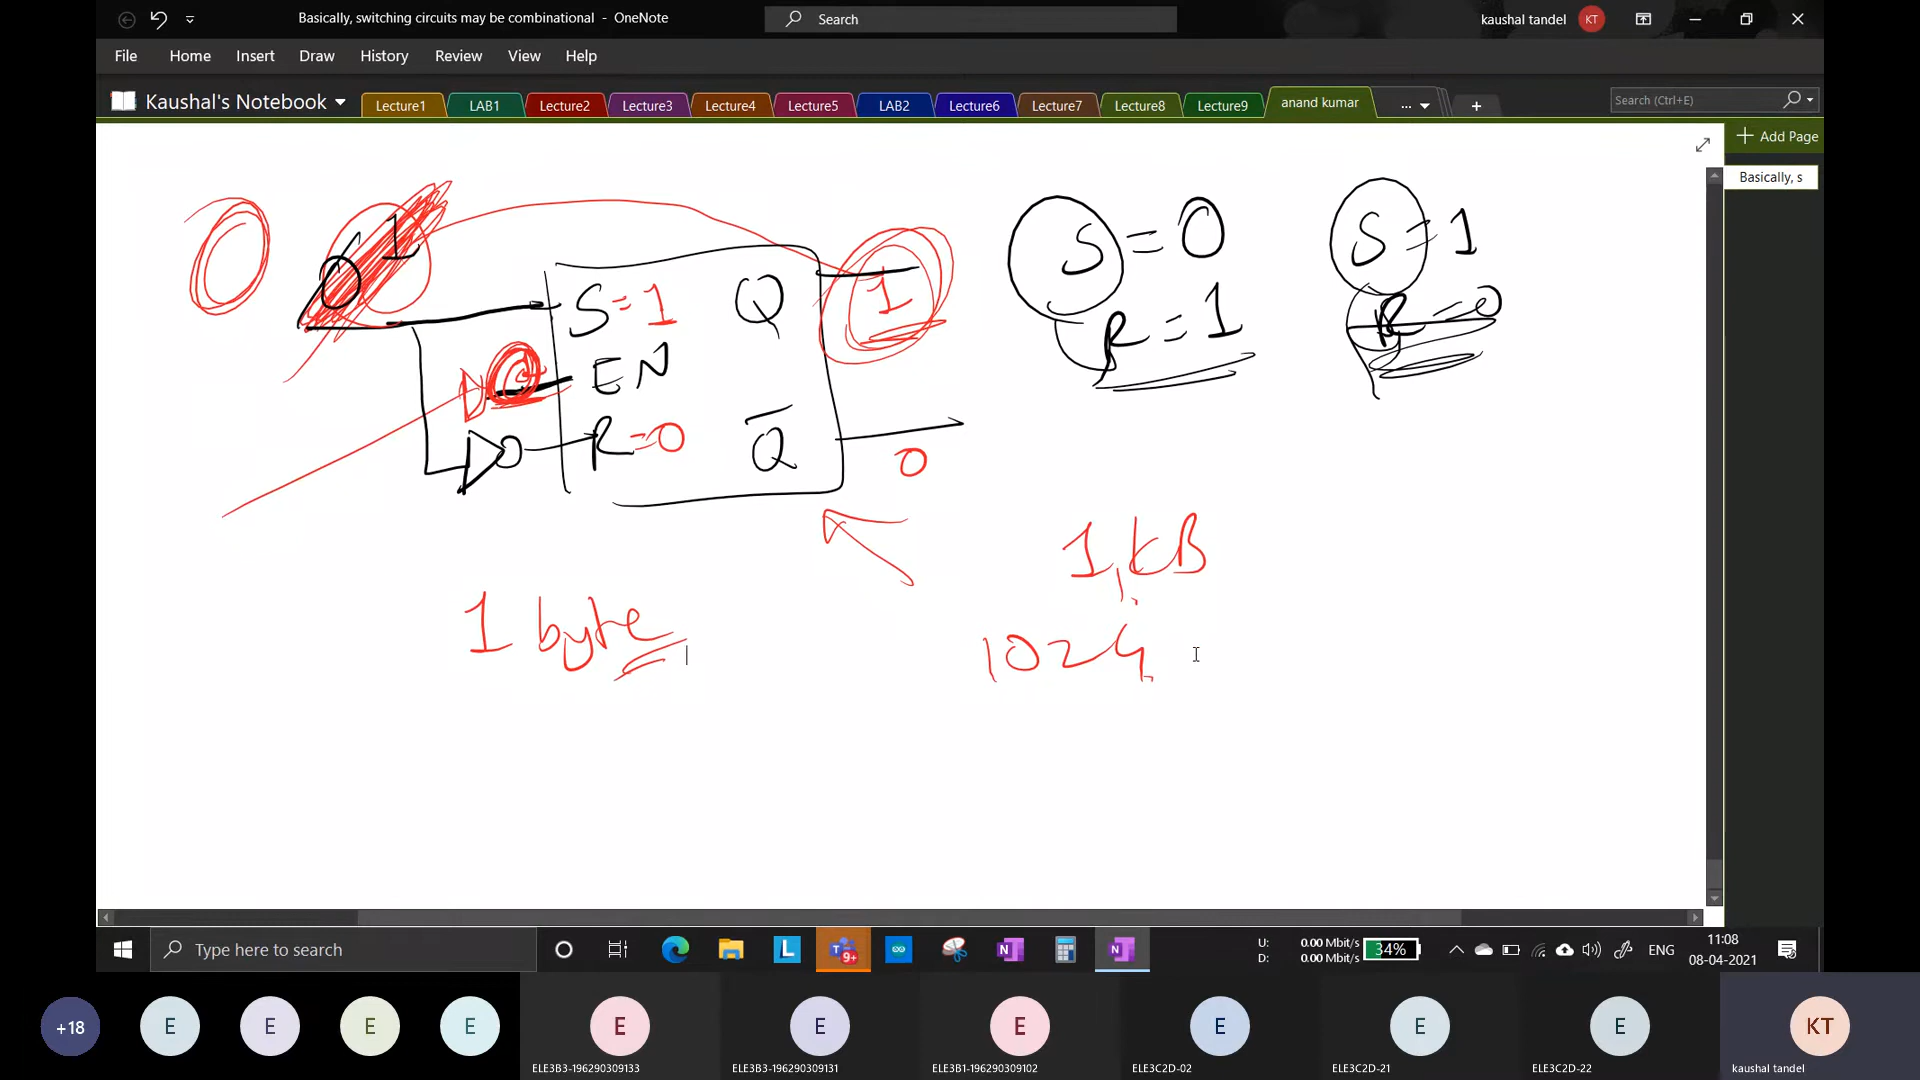 Basically, switching circuits may be combinational - OneNote
Search
kaushal tandel
KT
File Home Insert Draw History Review View Help
Kaushal's Notebook
Lecture1 LAB1 Lecture2 Lecture3 Lecture4 Lecture5 LAB2 Lecture6 Lecture7 Lecture8 Lecture9 anand kumar ... +
Search (Ctrl+E)
Add Page
Basically, s
0
0 1
S=1 Q
1
EN
R=0 Q̅
0
S=0
R=1
S=1
R=0
1 kB
1 byte
1024
Type here to search
L
9+
U: 0.00 Mbit/s
D: 0.00 Mbit/s
34%
ENG
11:08
08-04-2021
+18 E E E E E E E E E E KT
ELE3B3-196290309133
ELE3B3-196290309131
ELE3B1-196290309102
ELE3C2D-02
ELE3C2D-21
ELE3C2D-22
kaushal tandel